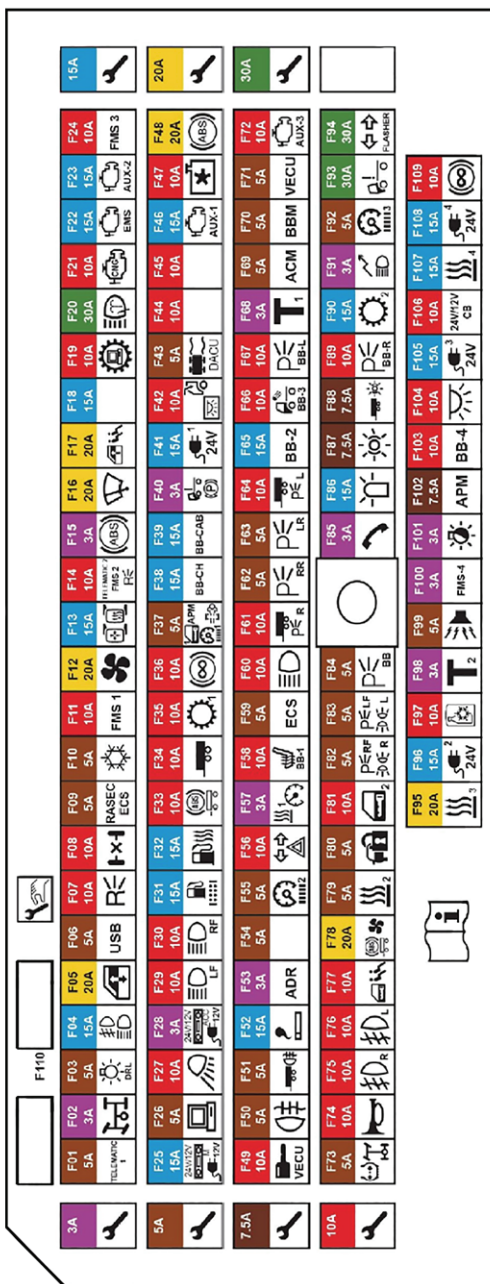 F110
3A
F01
5A
TELEMATIC
1
F02
3A
F03
5A
DRL
F04
15A
F05
20A
F06
5A
USB
F07
10A
R
F08
10A
F09
5A
RASEC
ECS
F10
5A
F11
10A
FMS 1
F12
20A
F13
15A
F14
10A
TELEMATIC 2
FMS 2
F15
3A
ABS
F16
20A
F17
20A
F18
15A
F19
10A
F20
30A
F21
10A
CNG
F22
15A
EMS
F23
15A
AUX-2
F24
10A
FMS 3
15A
5A
F25
15A
24V/12V
12V
F26
5A
F27
10A
F28
3A
24V/12V
ACC
12V
F29
10A
LF
F30
10A
RF
F31
15A
F32
15A
F33
10A
F34
10A
F35
10A
1
F36
10A
F37
5A
APM
F38
15A
BB-CH
F39
15A
BB-CAB
F40
3A
(P)
F41
15A
1
24V
F42
10A
F43
5A
DACU
F44
10A
F45
10A
F46
15A
AUX-1
F47
10A
F48
20A
ABS
20A
7.5A
F49
10A
VECU
F50
5A
F51
5A
F52
15A
F53
3A
ADR
F54
5A
F55
5A
2
F56
10A
F57
3A
1
F58
10A
BB-1
F59
5A
ECS
F60
10A
F61
10A
R
F62
5A
RR
F63
5A
LR
F64
10A
L
F65
15A
BB-2
F66
10A
BB-3
F67
10A
BB-L
F68
3A
1
F69
5A
ACM
F70
5A
BBM
F71
5A
VECU
F72
10A
AUX-3
30A
10A
F73
5A
F74
10A
F75
10A
R
F76
10A
L
F77
10A
F78
20A
F79
5A
2
F80
5A
F81
10A
2
F82
5A
RF
R
F83
5A
LF
L
F84
5A
BB
F85
3A
F86
15A
F87
7.5A
F88
7.5A
F89
10A
BB-R
F90
15A
2
F91
3A
F92
5A
3
F93
30A
F94
30A
FLASHER
i
F95
20A
3
F96
15A
2
24V
F97
10A
F98
3A
2
F99
5A
F100
3A
FMS-4
F101
3A
F102
7.5A
APM
F103
10A
BB-4
F104
10A
F105
15A
3
24V
F106
10A
24V/12V
CB
F107
15A
4
F108
15A
4
24V
F109
10A